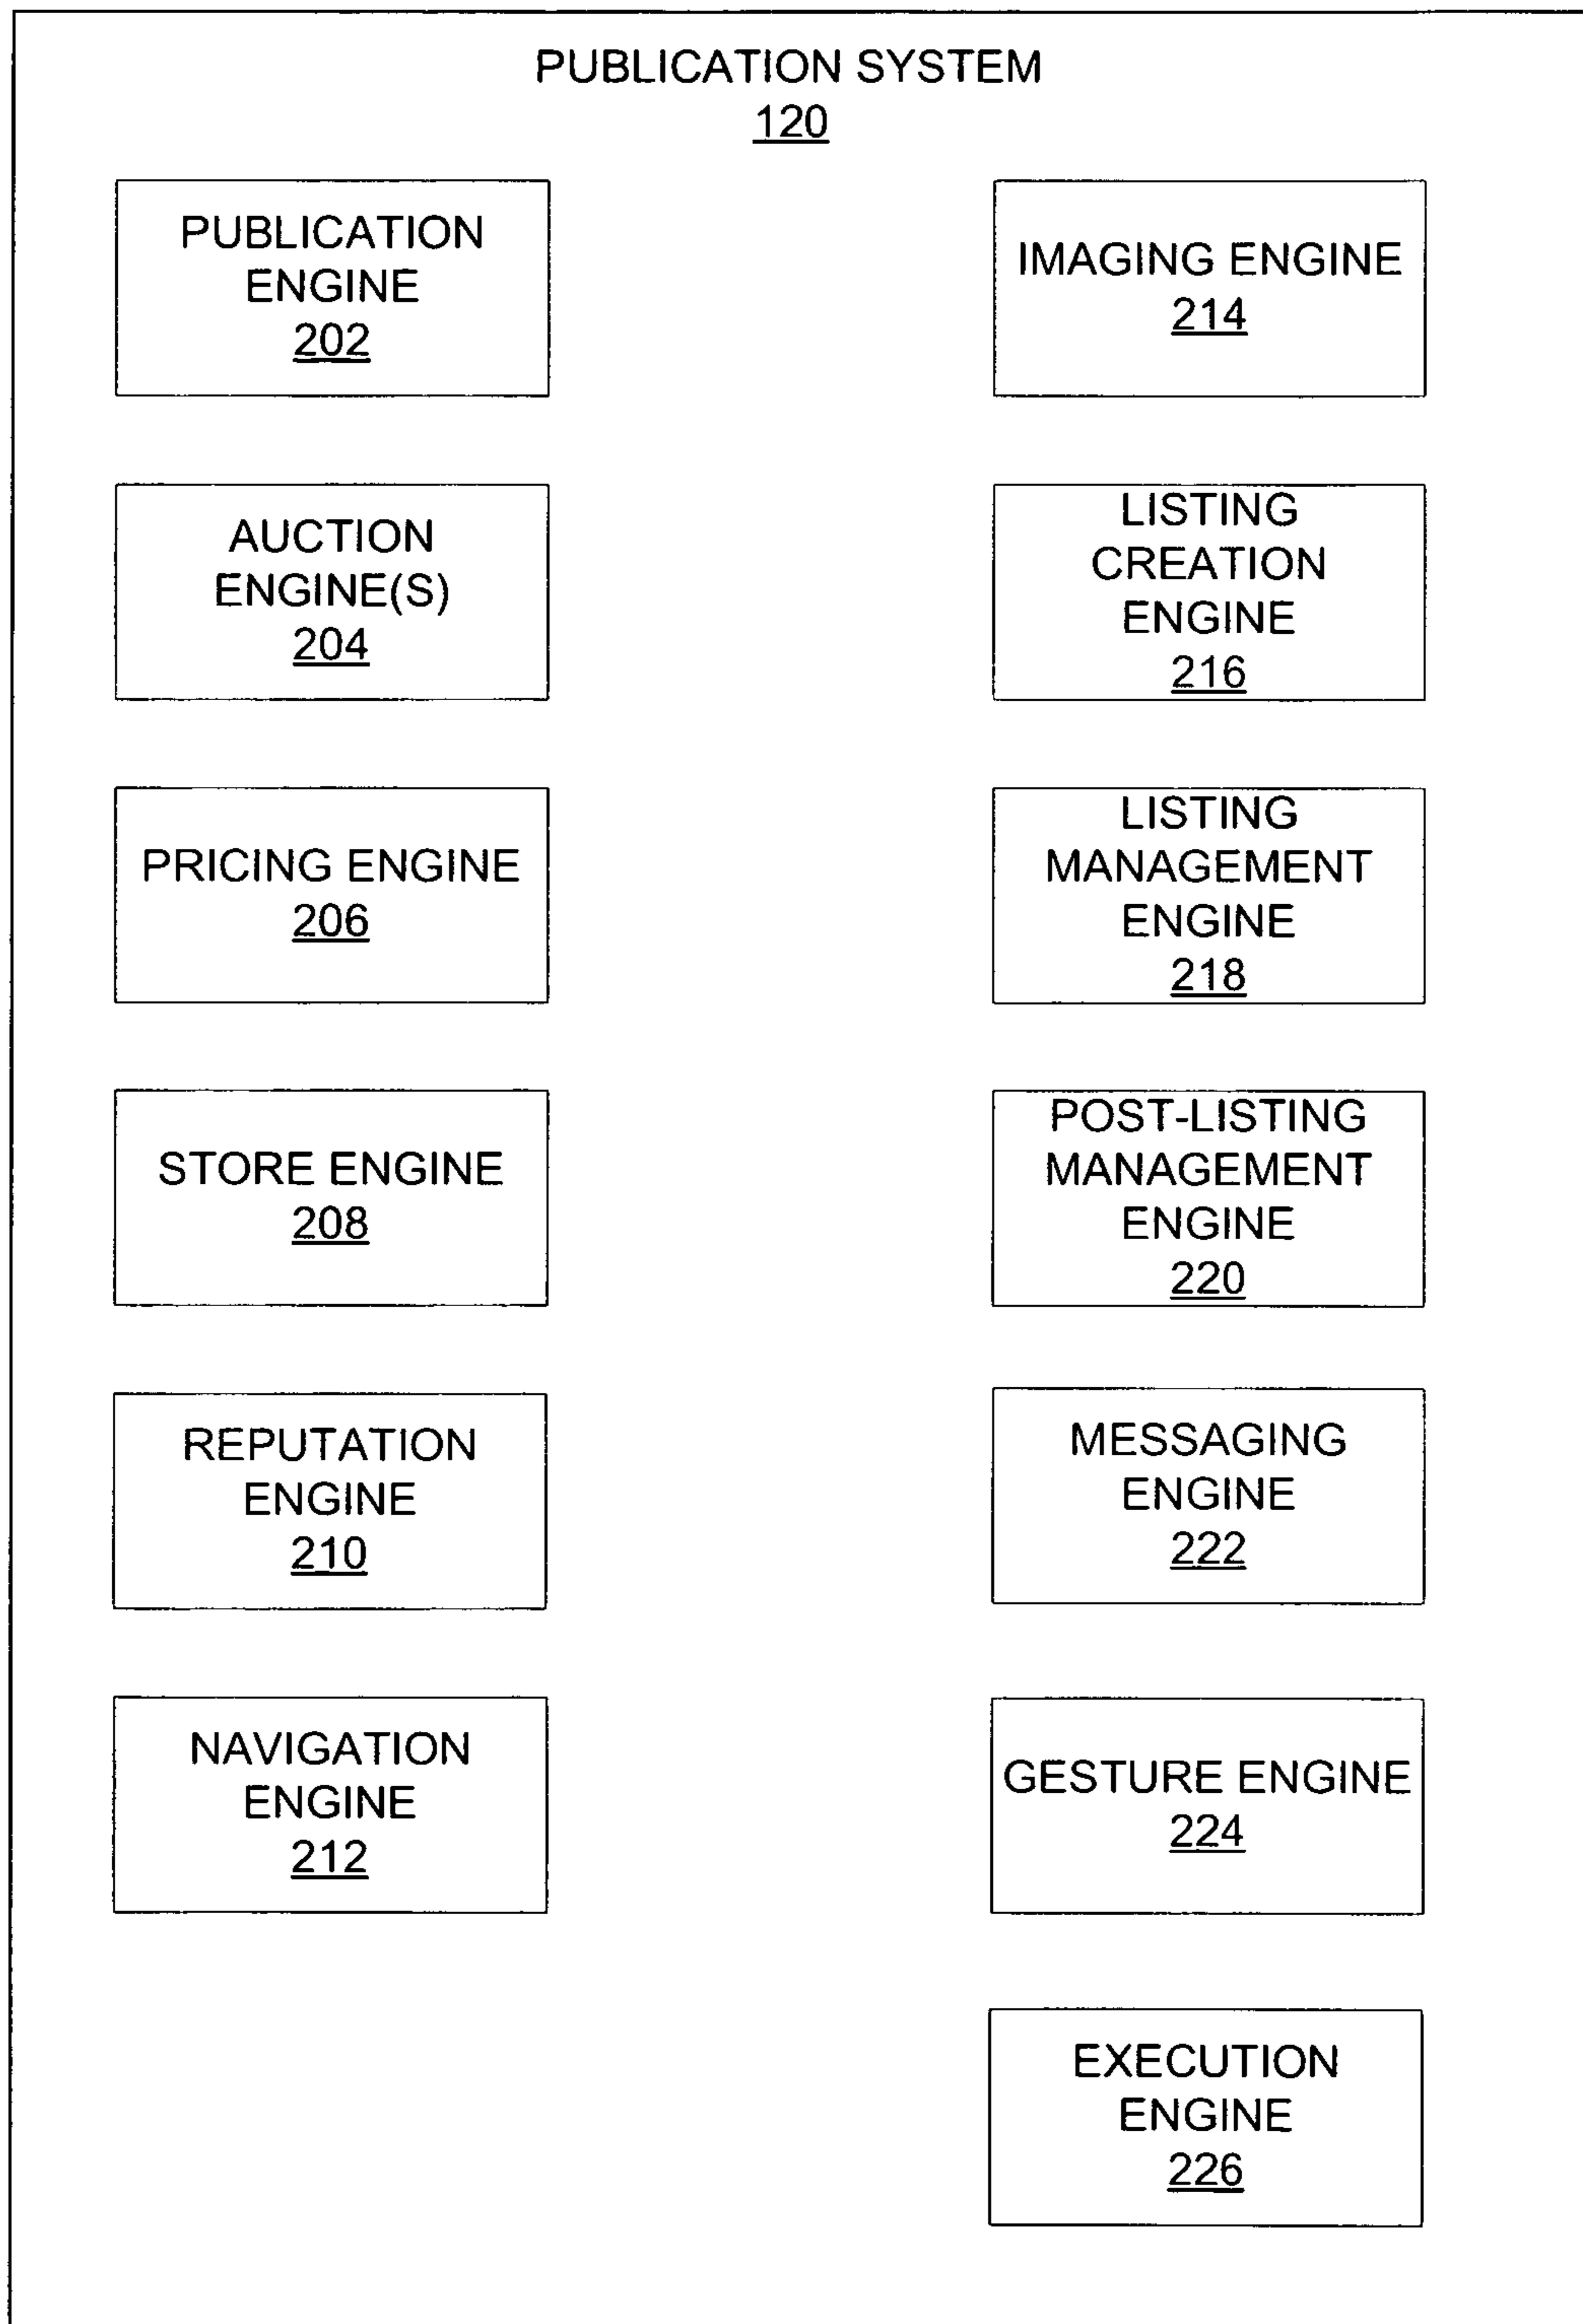 PUBLICATION SYSTEM
120
PUBLICATION
ENGINE
202
AUCTION
ENGINE(S)
204
PRICING ENGINE
206
STORE ENGINE
208
REPUTATION
ENGINE
210
NAVIGATION
ENGINE
212
IMAGING ENGINE
214
LISTING
CREATION
ENGINE
216
LISTING
MANAGEMENT
ENGINE
218
POST-LISTING
MANAGEMENT
ENGINE
220
MESSAGING
ENGINE
222
GESTURE ENGINE
224
EXECUTION
ENGINE
226